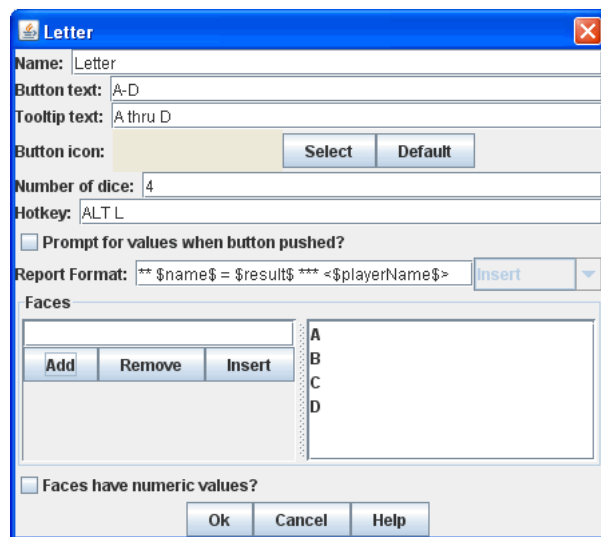 Letter
Name: Letter
Button text: A-D
Tooltip text: A thru D
Button icon: Select Default
Number of dice: 4
Hotkey: ALT L
Prompt for values when button pushed?
Report Format: ** $name$ = $result$ *** <$playerName$> Insert
Faces
Add Remove Insert
A
B
C
D
Faces have numeric values?
Ok Cancel Help